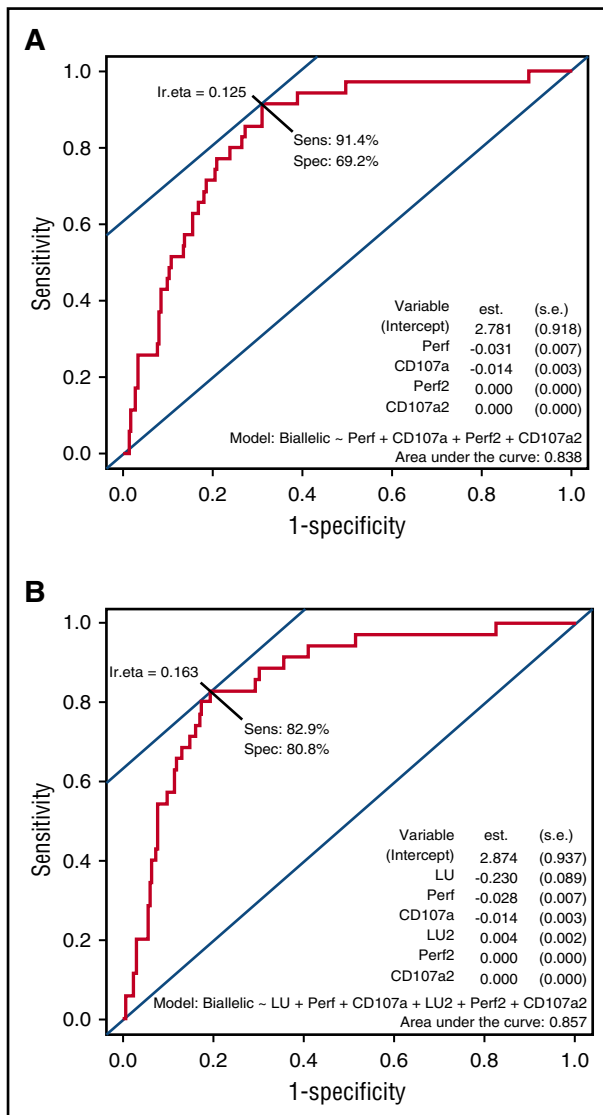 A
1.0
0.8
0.6
0.4
0.2
0.0
Sensitivity
lr.eta = 0.125
Sens: 91.4%
Spec: 69.2%
Variable est. (s.e.)
(Intercept) 2.781 (0.918)
Perf -0.031 (0.007)
CD107a -0.014 (0.003)
Perf2 0.000 (0.000)
CD107a2 0.000 (0.000)
Model: Biallelic ~ Perf + CD107a + Perf2 + CD107a2
Area under the curve: 0.838
0.0 0.2 0.4 0.6 0.8 1.0
1-specificity
B
1.0
0.8
0.6
0.4
0.2
0.0
Sensitivity
lr.eta = 0.163
Sens: 82.9%
Spec: 80.8%
Variable est. (s.e.)
(Intercept) 2.874 (0.937)
LU -0.230 (0.089)
Perf -0.028 (0.007)
CD107a -0.014 (0.003)
LU2 0.004 (0.002)
Perf2 0.000 (0.000)
CD107a2 0.000 (0.000)
Model: Biallelic ~ LU + Perf + CD107a + LU2 + Perf2 + CD107a2
Area under the curve: 0.857
0.0 0.2 0.4 0.6 0.8 1.0
1-specificity